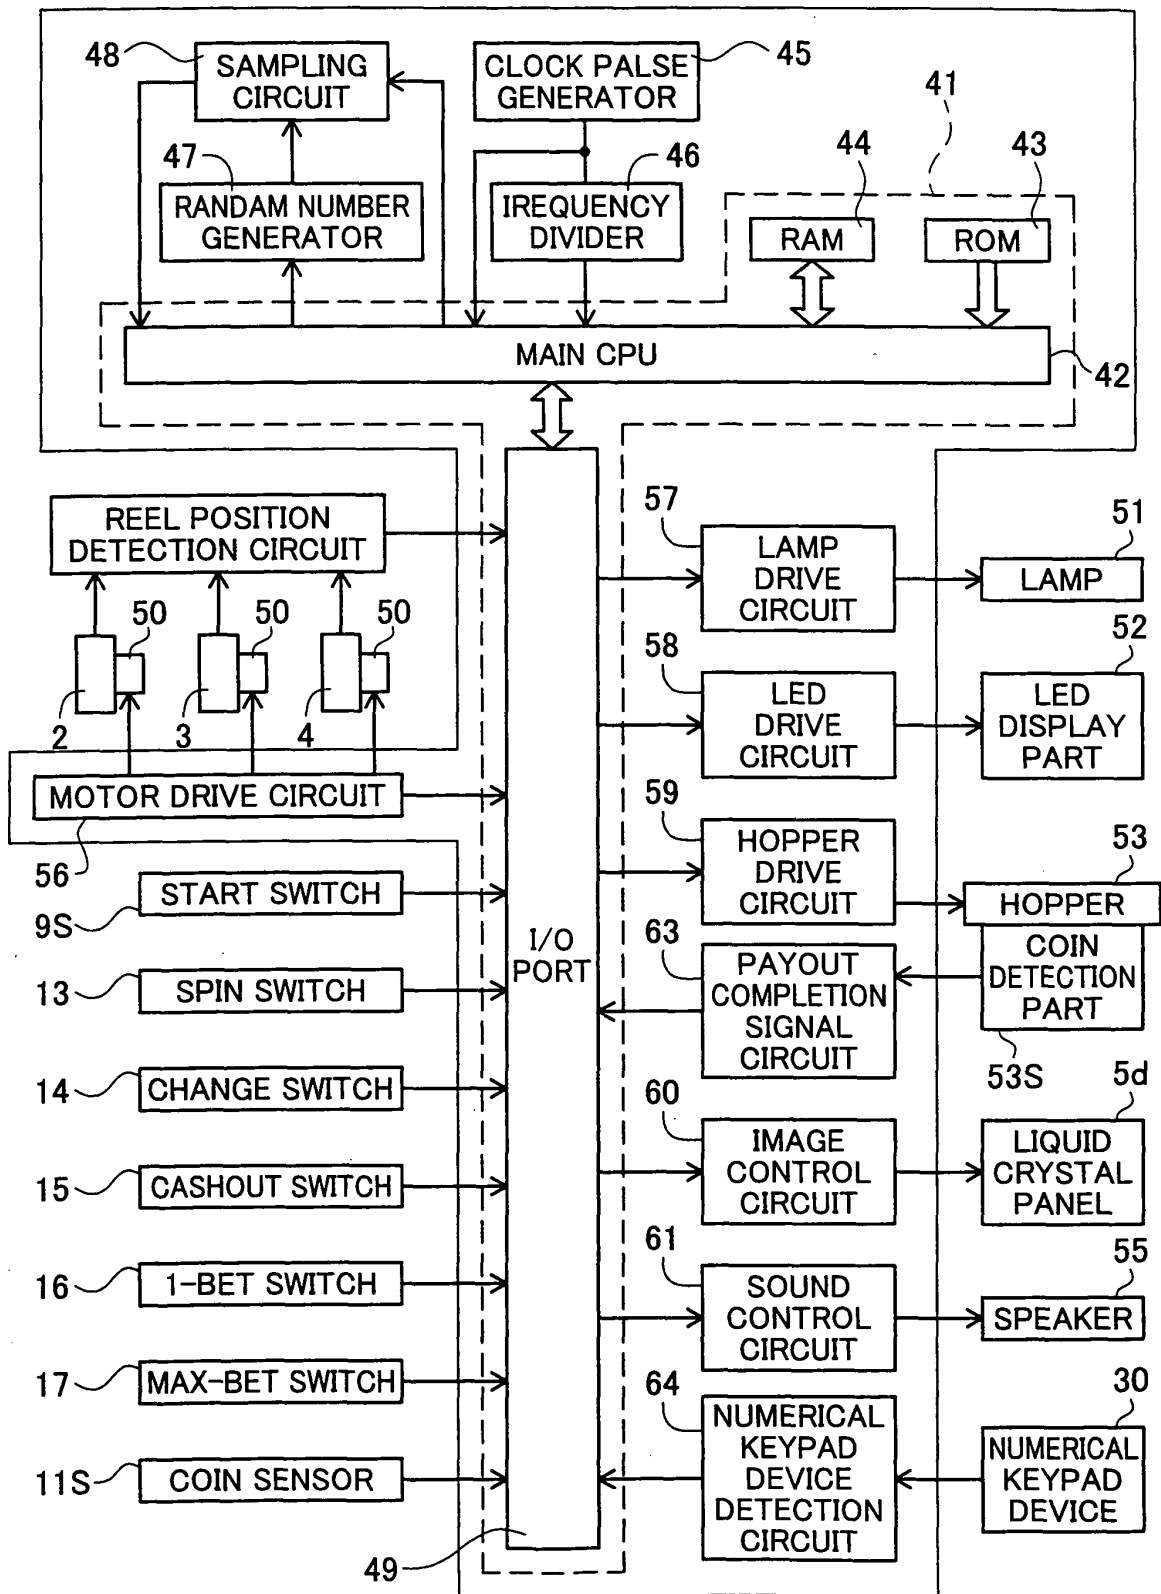 48
SAMPLING
CIRCUIT
CLOCK PALSE
GENERATOR
45
41
47
RANDAM NUMBER
GENERATOR
IREQUENCY
DIVIDER
46
44
RAM
43
ROM
MAIN CPU
42
REEL POSITION
DETECTION CIRCUIT
50
50
50
2
3
4
MOTOR DRIVE CIRCUIT
56
START SWITCH
9S
13
SPIN SWITCH
14
CHANGE SWITCH
15
CASHOUT SWITCH
16
1-BET SWITCH
17
MAX-BET SWITCH
11S
COIN SENSOR
I/O
PORT
49
57
LAMP
DRIVE
CIRCUIT
51
LAMP
58
LED
DRIVE
CIRCUIT
52
LED
DISPLAY
PART
59
HOPPER
DRIVE
CIRCUIT
53
HOPPER
63
PAYOUT
COMPLETION
SIGNAL
CIRCUIT
COIN
DETECTION
PART
53S
60
IMAGE
CONTROL
CIRCUIT
5d
LIQUID
CRYSTAL
PANEL
61
SOUND
CONTROL
CIRCUIT
55
SPEAKER
64
NUMERICAL
KEYPAD
DEVICE
DETECTION
CIRCUIT
30
NUMERICAL
KEYPAD
DEVICE